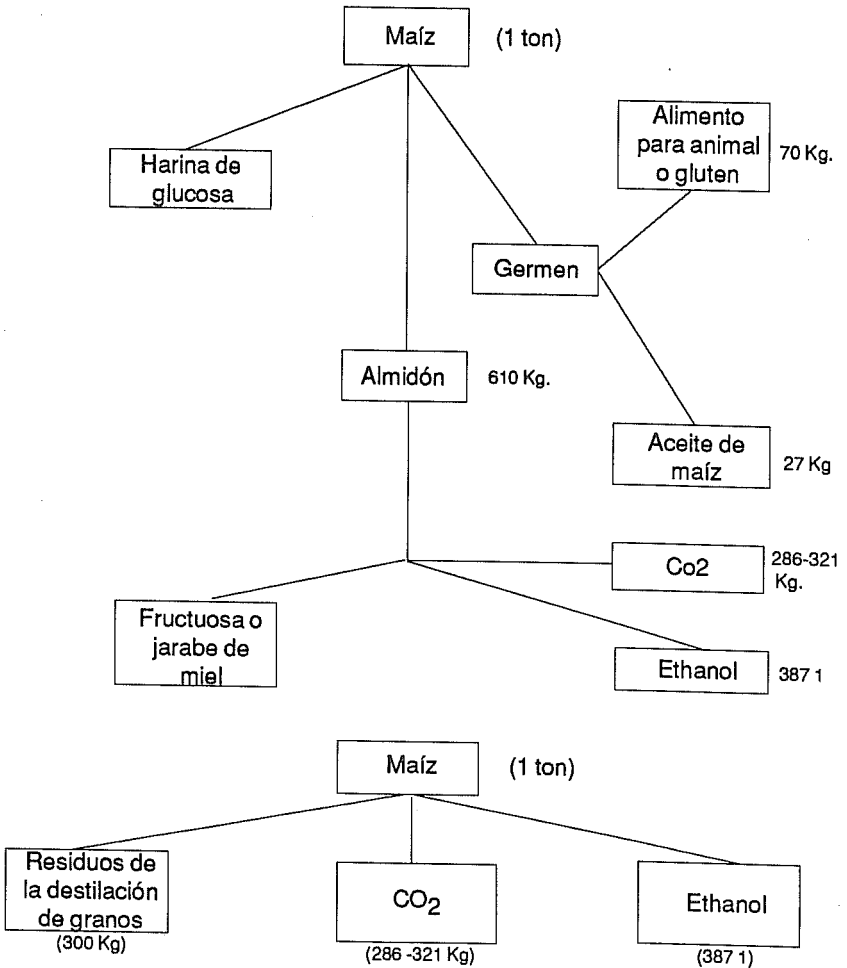 Maíz (1 ton)
Harina de
glucosa
Alimento
para animal
o gluten
70 Kg.
Germen
Almidón
610 Kg.
Aceite de
maíz
27 Kg
Co2
286-321
Kg.
Fructuosa o
jarabe de
miel
Ethanol
387 1
Maíz (1 ton)
Residuos de
la destilación
de granos
(300 Kg)
CO2
(286 -321 Kg)
Ethanol
(387 1)